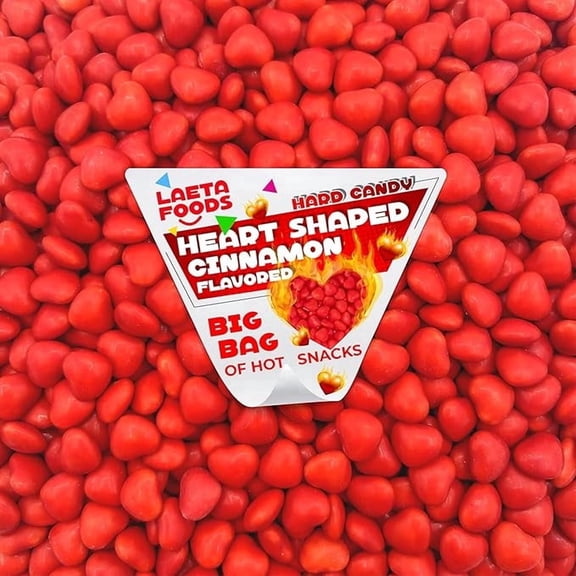 LAETA
FOODS
HARD CANDY
HEART SHAPED
CINNAMON
FLAVORED
BIG
BAG
OF HOT SNACKS